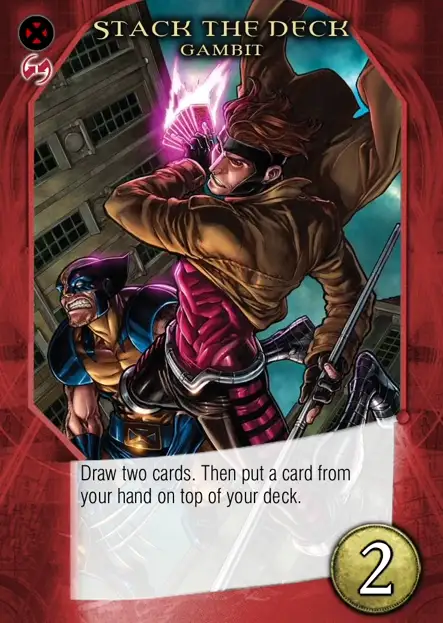 STACK THE DECK
GAMBIT
Draw two cards. Then put a card from
your hand on top of your deck.
2